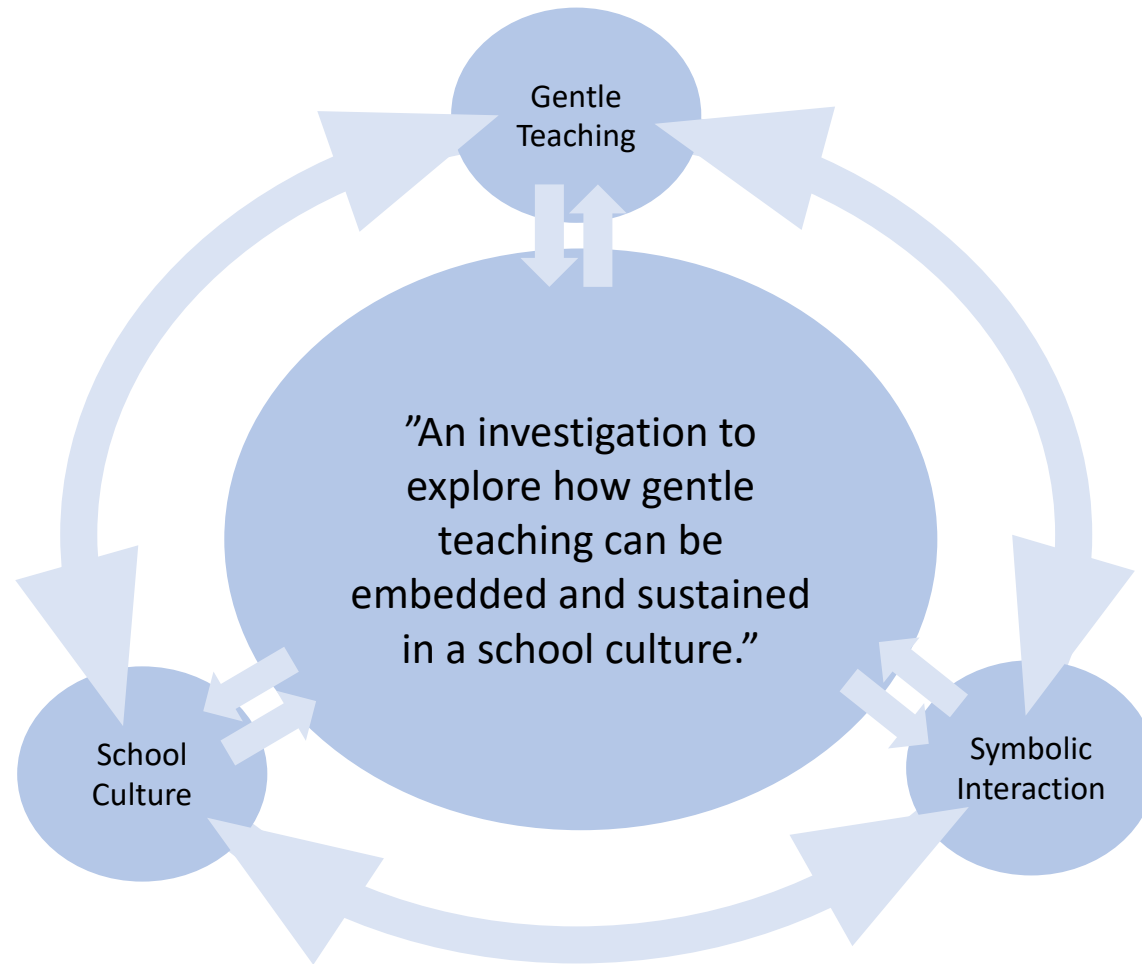 Gentle
Teaching
”An investigation to
explore how gentle
teaching can be
embedded and sustained
in a school culture.”
School
Culture
Symbolic
Interaction